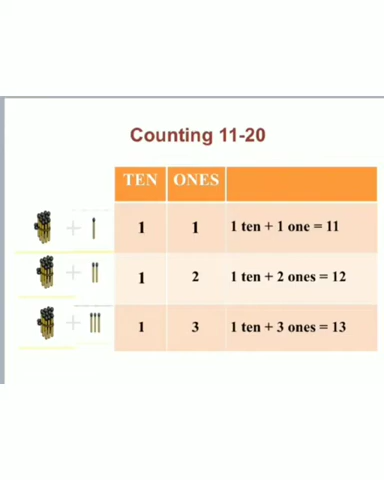 Counting 11-20
TEN ONES
+ 1 1 1 ten + 1 one = 11
+ 1 2 1 ten + 2 ones = 12
+ 1 3 1 ten + 3 ones = 13